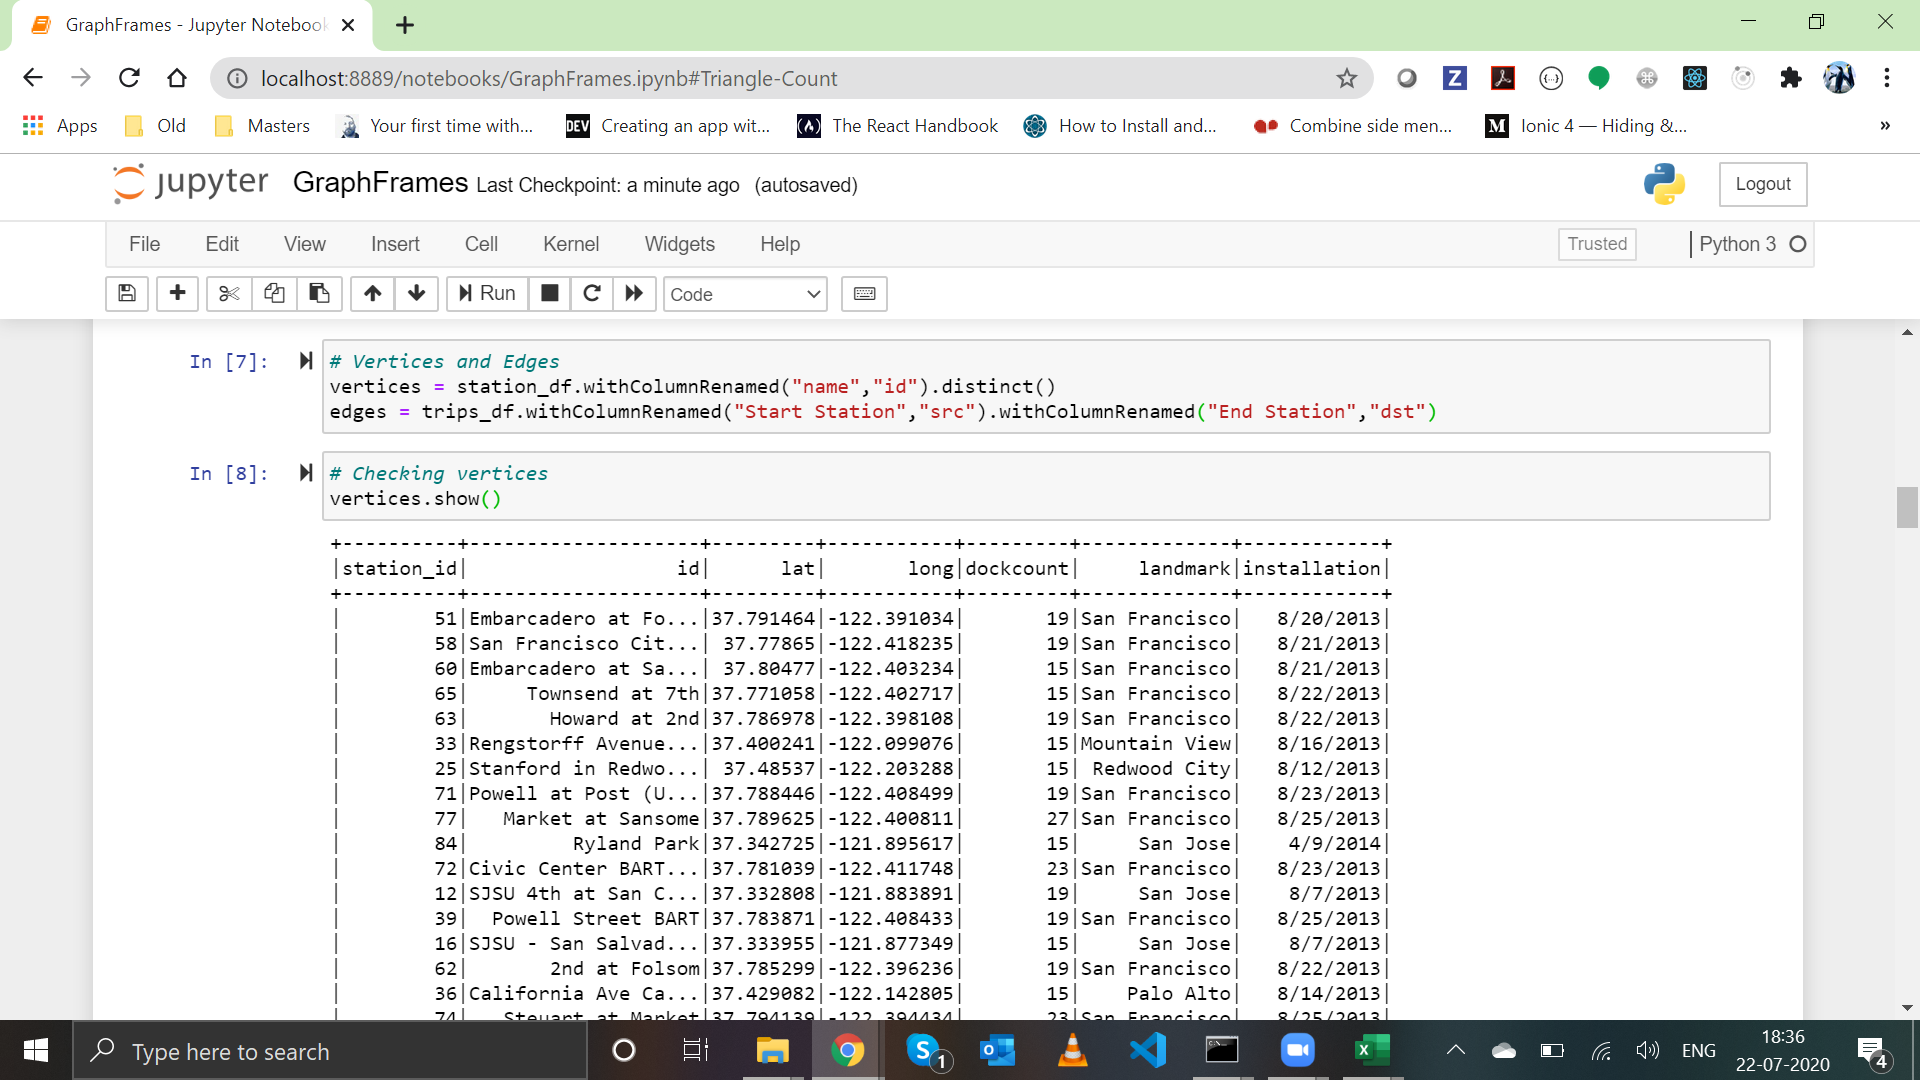 GraphFrames - Jupyter Notebook
localhost:8889/notebooks/GraphFrames.ipynb#Triangle-Count
Apps Old Masters Your first time with... DEV Creating an app wit... The React Handbook How to Install and... Combine side men... M Ionic 4 — Hiding &... »
jupyter GraphFrames Last Checkpoint: a minute ago (autosaved) Logout
File Edit View Insert Cell Kernel Widgets Help Trusted Python 3
Run Code
In [7]: # Vertices and Edges
vertices = station_df.withColumnRenamed("name","id").distinct()
edges = trips_df.withColumnRenamed("Start Station","src").withColumnRenamed("End Station","dst")
In [8]: # Checking vertices
vertices.show()
+----------+--------------------+---------+-----------+---------+-------------+------------+
|station_id|                  id|      lat|       long|dockcount|     landmark|installation|
+----------+--------------------+---------+-----------+---------+-------------+------------+
|        51|Embarcadero at Fo...|37.791464|-122.391034|       19|San Francisco|   8/20/2013|
|        58|San Francisco Cit...| 37.77865|-122.418235|       19|San Francisco|   8/21/2013|
|        60|Embarcadero at Sa...| 37.80477|-122.403234|       15|San Francisco|   8/21/2013|
|        65|     Townsend at 7th|37.771058|-122.402717|       15|San Francisco|   8/22/2013|
|        63|       Howard at 2nd|37.786978|-122.398108|       19|San Francisco|   8/22/2013|
|        33|Rengstorff Avenue...|37.400241|-122.099076|       15|Mountain View|   8/16/2013|
|        25|Stanford in Redwo...| 37.48537|-122.203288|       15| Redwood City|   8/12/2013|
|        71|Powell at Post (U...|37.788446|-122.408499|       19|San Francisco|   8/23/2013|
|        77|   Market at Sansome|37.789625|-122.400811|       27|San Francisco|   8/25/2013|
|        84|         Ryland Park|37.342725|-121.895617|       15|     San Jose|    4/9/2014|
|        72|Civic Center BART...|37.781039|-122.411748|       23|San Francisco|   8/23/2013|
|        12|SJSU 4th at San C...|37.332808|-121.883891|       19|     San Jose|    8/7/2013|
|        39|  Powell Street BART|37.783871|-122.408433|       19|San Francisco|   8/25/2013|
|        16|SJSU - San Salvad...|37.333955|-121.877349|       15|     San Jose|    8/7/2013|
|        62|       2nd at Folsom|37.785299|-122.396236|       19|San Francisco|   8/22/2013|
|        36|California Ave Ca...|37.429082|-122.142805|       15|    Palo Alto|   8/14/2013|
|        74|   Steuart at Market|37.794139|-122.394434|       23|San Francisco|   8/25/2013|
Type here to search ENG 18:36
22-07-2020
1 4